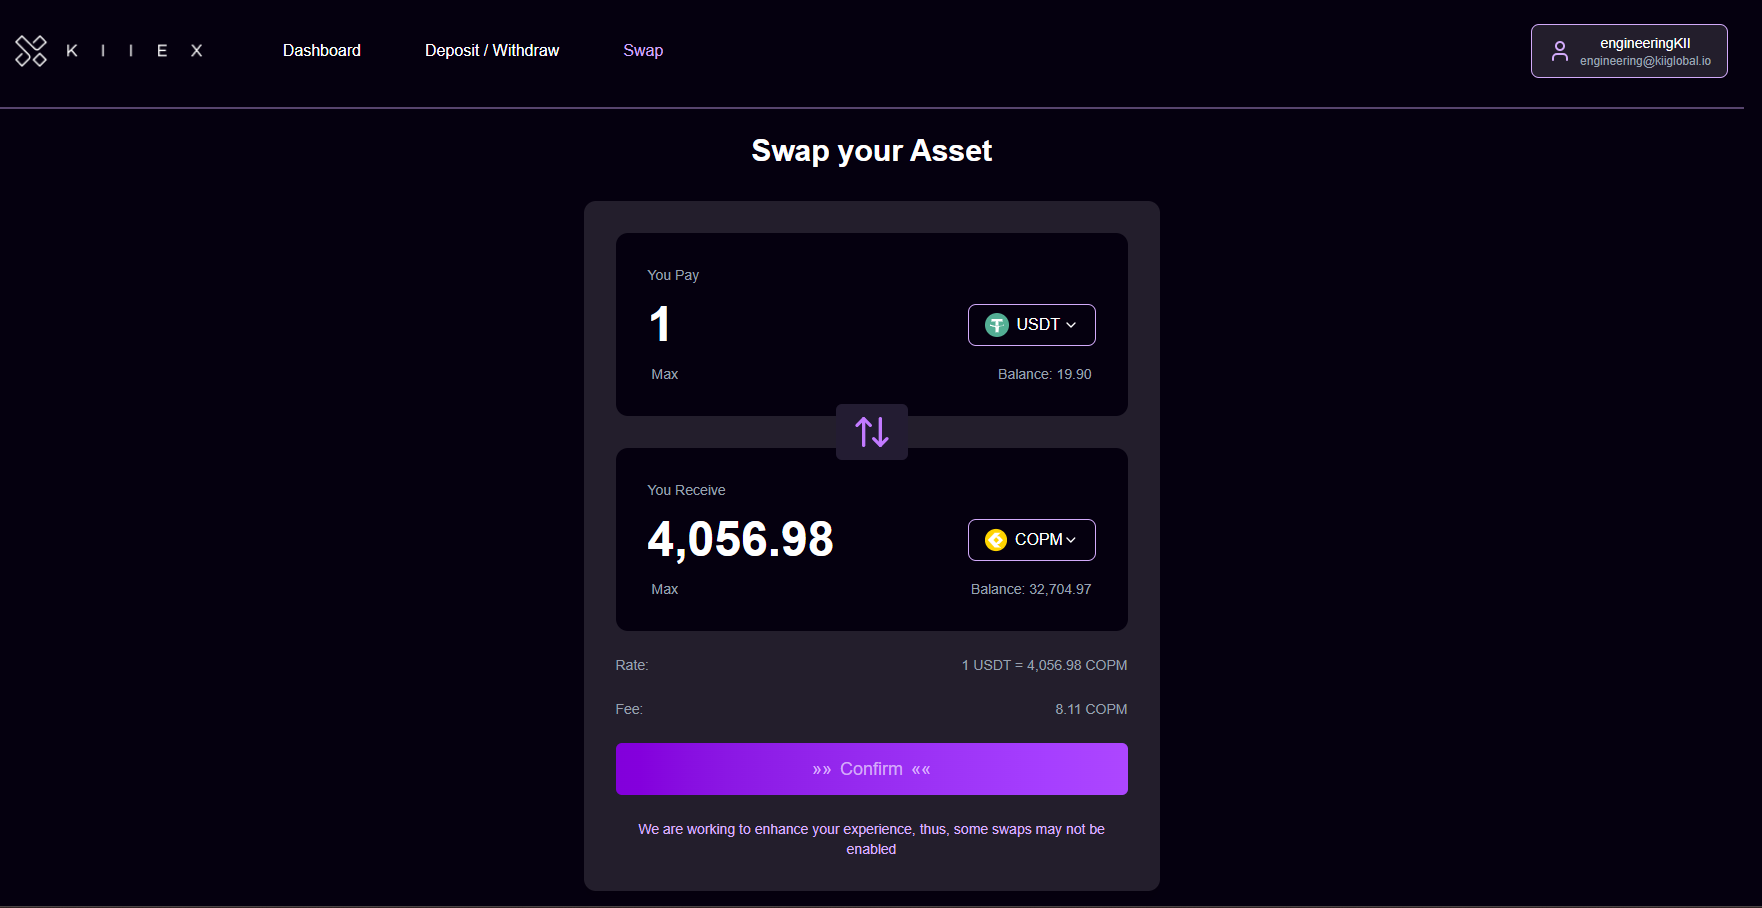 KIIEX
Dashboard
Deposit / Withdraw
Swap
engineeringKII
engineering@kiiglobal.io
Swap your Asset
You Pay
1
USDT
Max
Balance: 19.90
You Receive
4,056.98
COPM
Max
Balance: 32,704.97
Rate:
1 USDT = 4,056.98 COPM
Fee:
8.11 COPM
»» Confirm ««
We are working to enhance your experience, thus, some swaps may not be
enabled